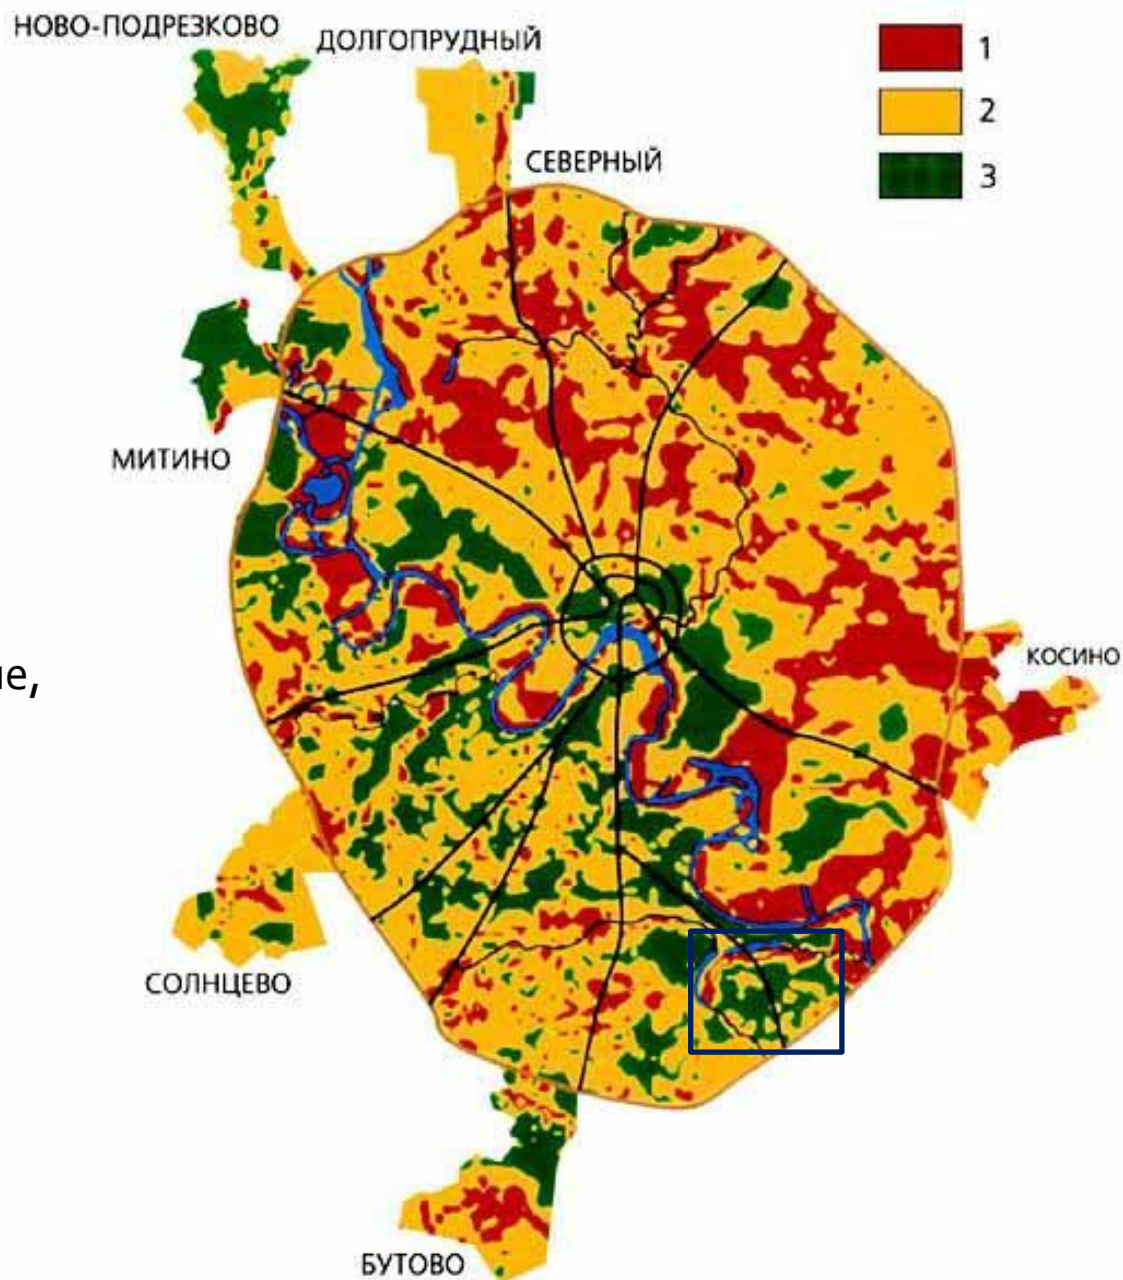 НОВО-ПОДРЕЗКОВО
ДОЛГОПРУДНЫЙ
1
2
СЕВЕРНЫЙ
3
МИТИНО
КОСИНО
СОЛНЦЕВО
БУТОВО